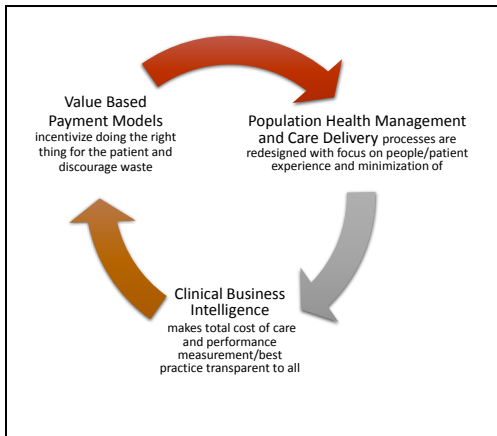 Value Based
Payment Models
incentivize doing the right
thing for the patient and
discourage waste
Population Health Management
and Care Delivery processes are
redesigned with focus on people/patient
experience and minimization of
Clinical Business
Intelligence
makes total cost of care
and performance
measurement/best
practice transparent to all